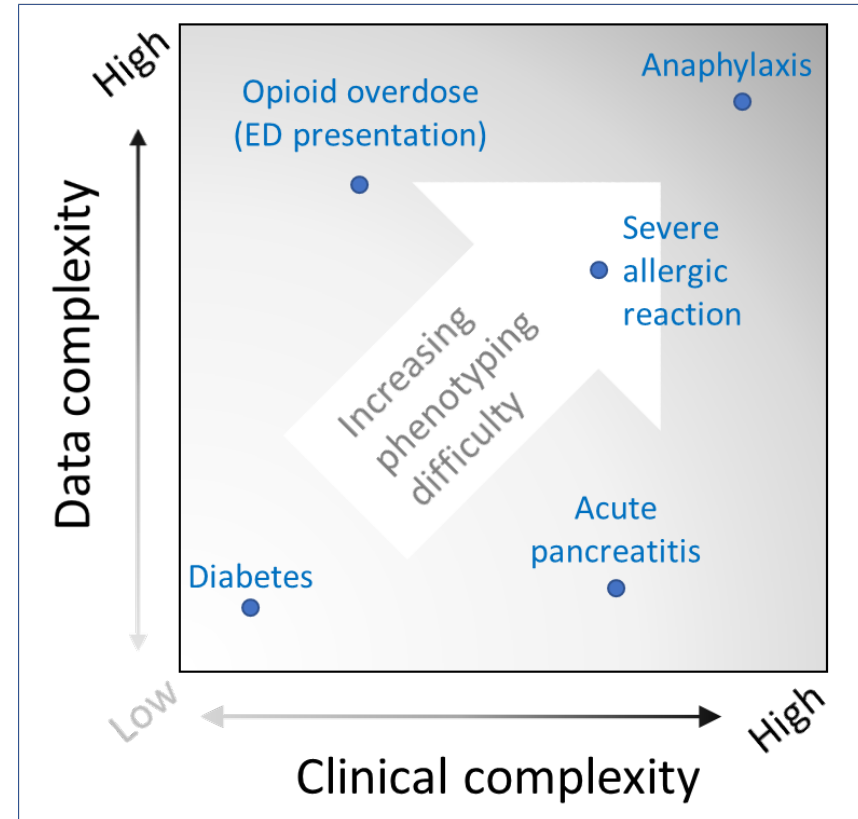 High
Anaphylaxis
Opioid overdose
(ED presentation)
Severe
allergic
reaction
Data complexity
Increasing
phenotyping
difficulty
Acute
pancreatitis
Diabetes
Low
High
Clinical complexity